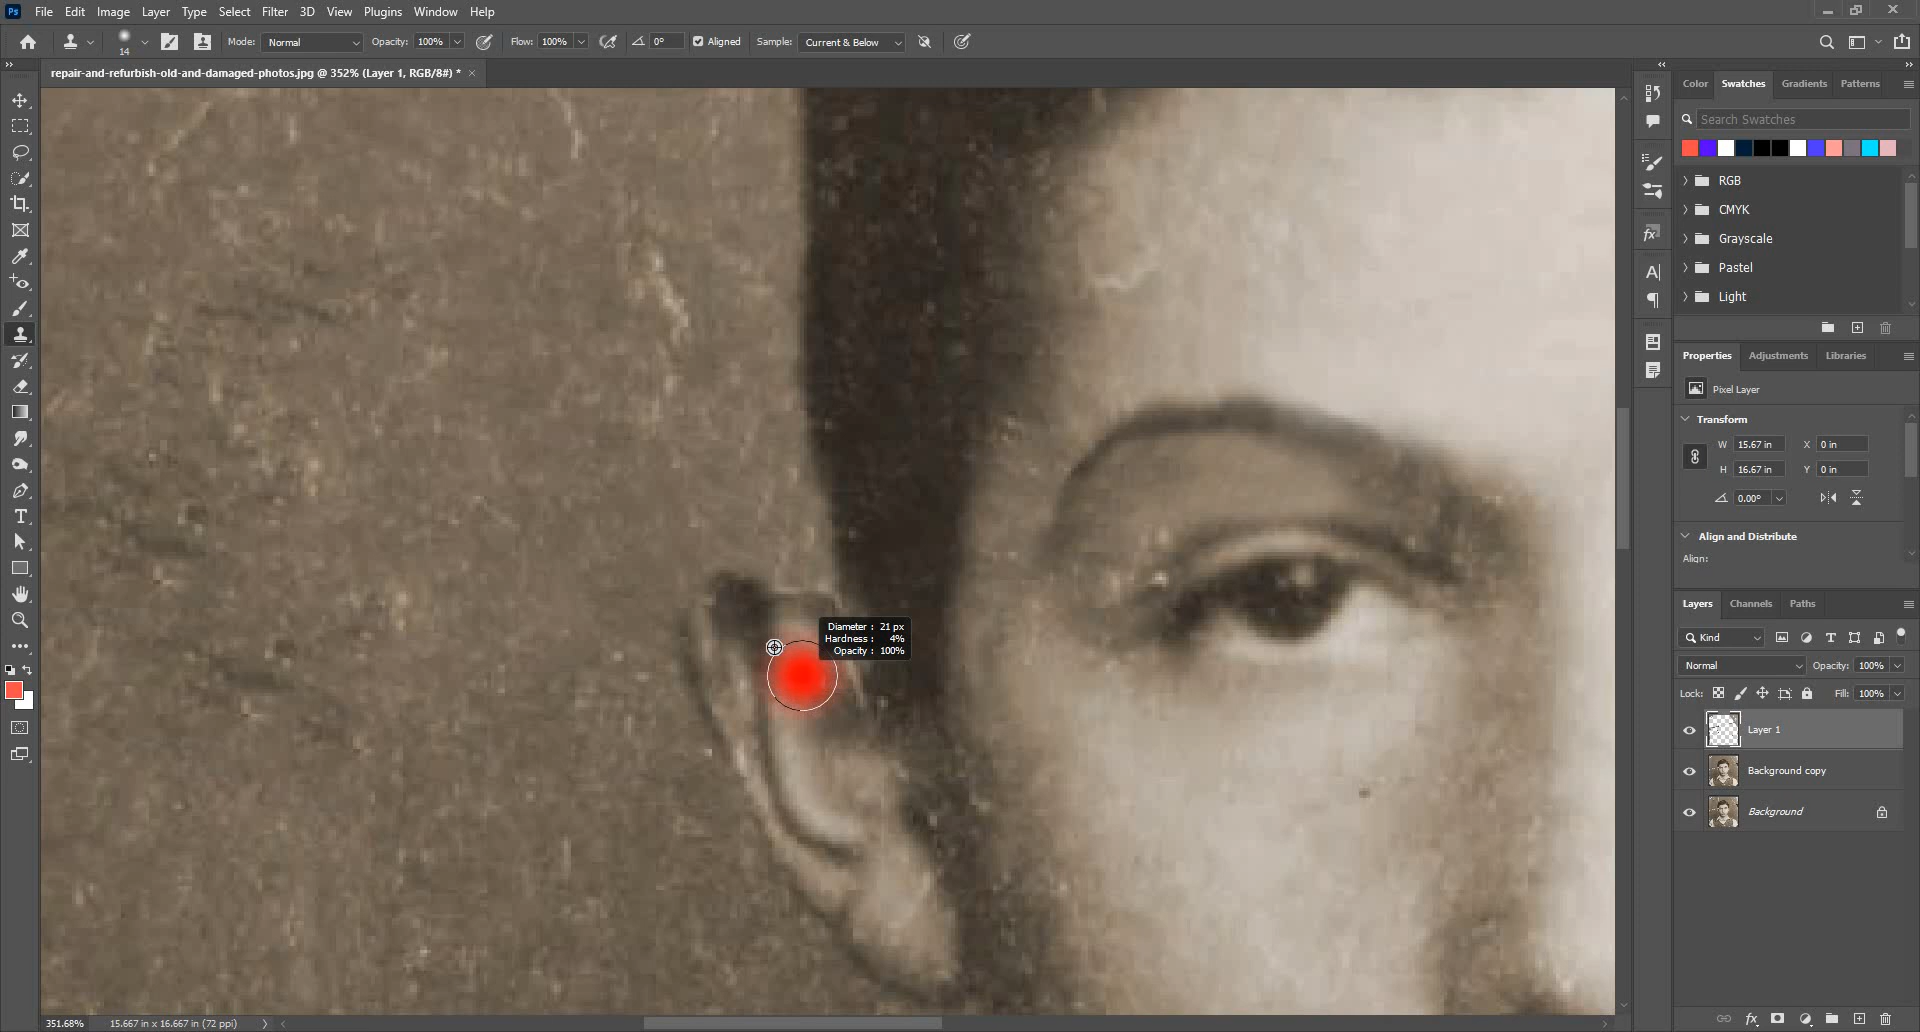 Ps File Edit Image Layer Type Select Filter 3D View Plugins Window Help
14 Mode: Normal Opacity: 100% Flow: 100% 0° Aligned Sample: Current & Below
repair-and-refurbish-old-and-damaged-photos.jpg @ 352% (Layer 1, RGB/8#) * ×
Color Swatches Gradients Patterns
Search Swatches
RGB
CMYK
Grayscale
Pastel
Light
Properties Adjustments Libraries
Pixel Layer
Transform
W 15.67 in X 0 in
H 16.67 in Y 0 in
0.00°
Align and Distribute
Align:
Diameter : 21 px
Hardness : 4%
Opacity : 100%
Layers Channels Paths
Kind
Normal Opacity: 100%
Lock: Fill: 100%
Layer 1
Background copy
Background
351.68% 15.667 in x 16.667 in (72 ppi)